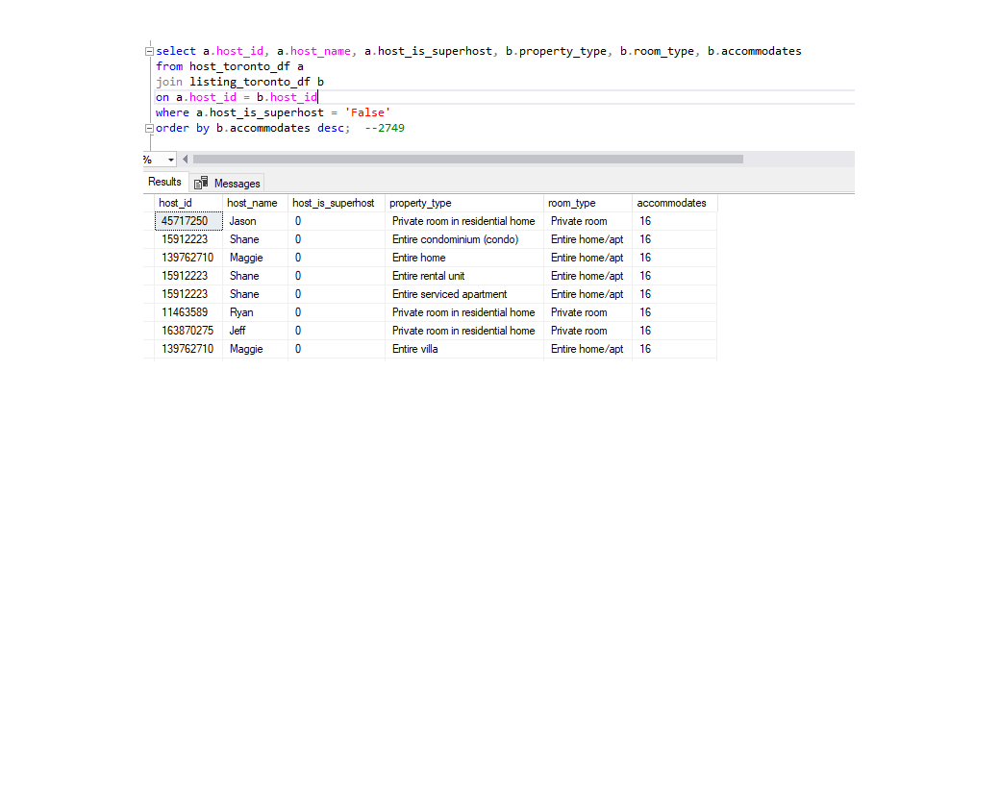 select a.host_id, a.host_name, a.host_is_superhost, b.property_type, b.room_type, b.accommodates
from host_toronto_df a
join listing_toronto_df b
on a.host_id = b.host_id
where a.host_is_superhost = 'False'
order by b.accommodates desc;  --2749
%
Results Messages
host_id host_name host_is_superhost property_type room_type accommodates
45717250 Jason 0 Private room in residential home Private room 16
15912223 Shane 0 Entire condominium (condo) Entire home/apt 16
139762710 Maggie 0 Entire home Entire home/apt 16
15912223 Shane 0 Entire rental unit Entire home/apt 16
15912223 Shane 0 Entire serviced apartment Entire home/apt 16
11463589 Ryan 0 Private room in residential home Private room 16
163870275 Jeff 0 Private room in residential home Private room 16
139762710 Maggie 0 Entire villa Entire home/apt 16